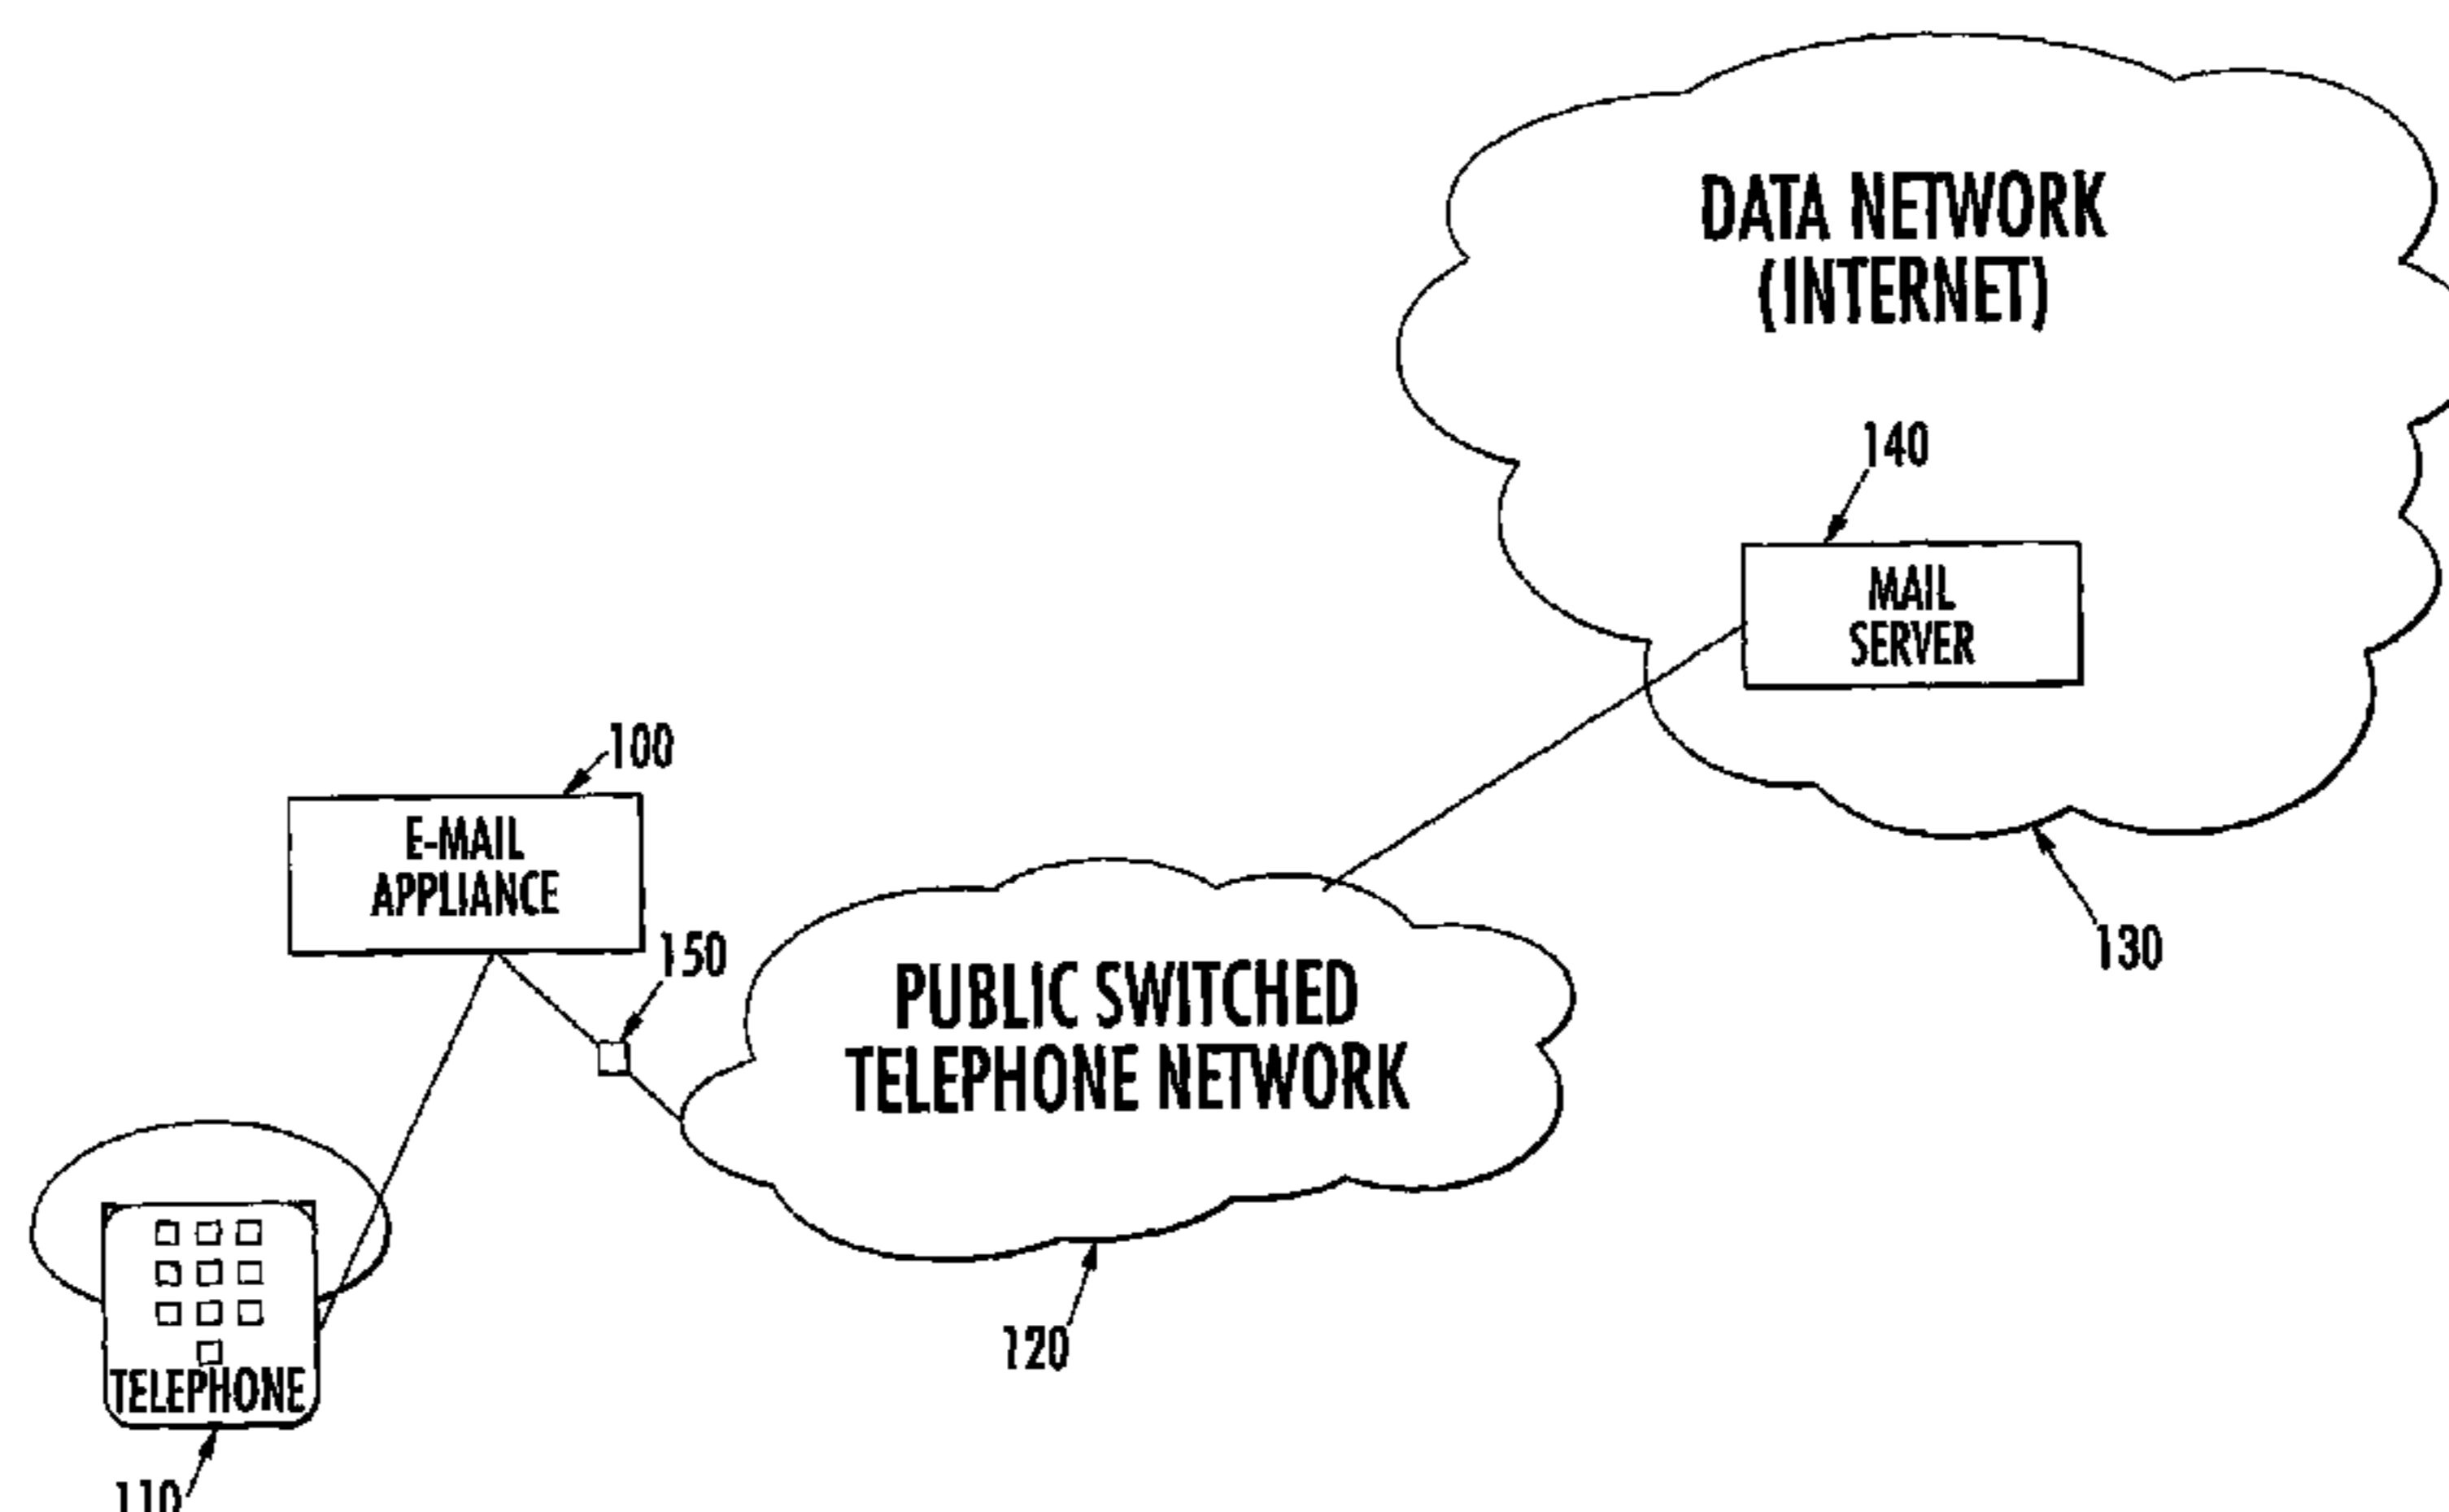 DATA NETWORK
(INTERNET)
140
MAIL
SERVER
100
E-MAIL
APPLIANCE
150
130
PUBLIC SWITCHED
TELEPHONE NETWORK
120
TELEPHONE
110